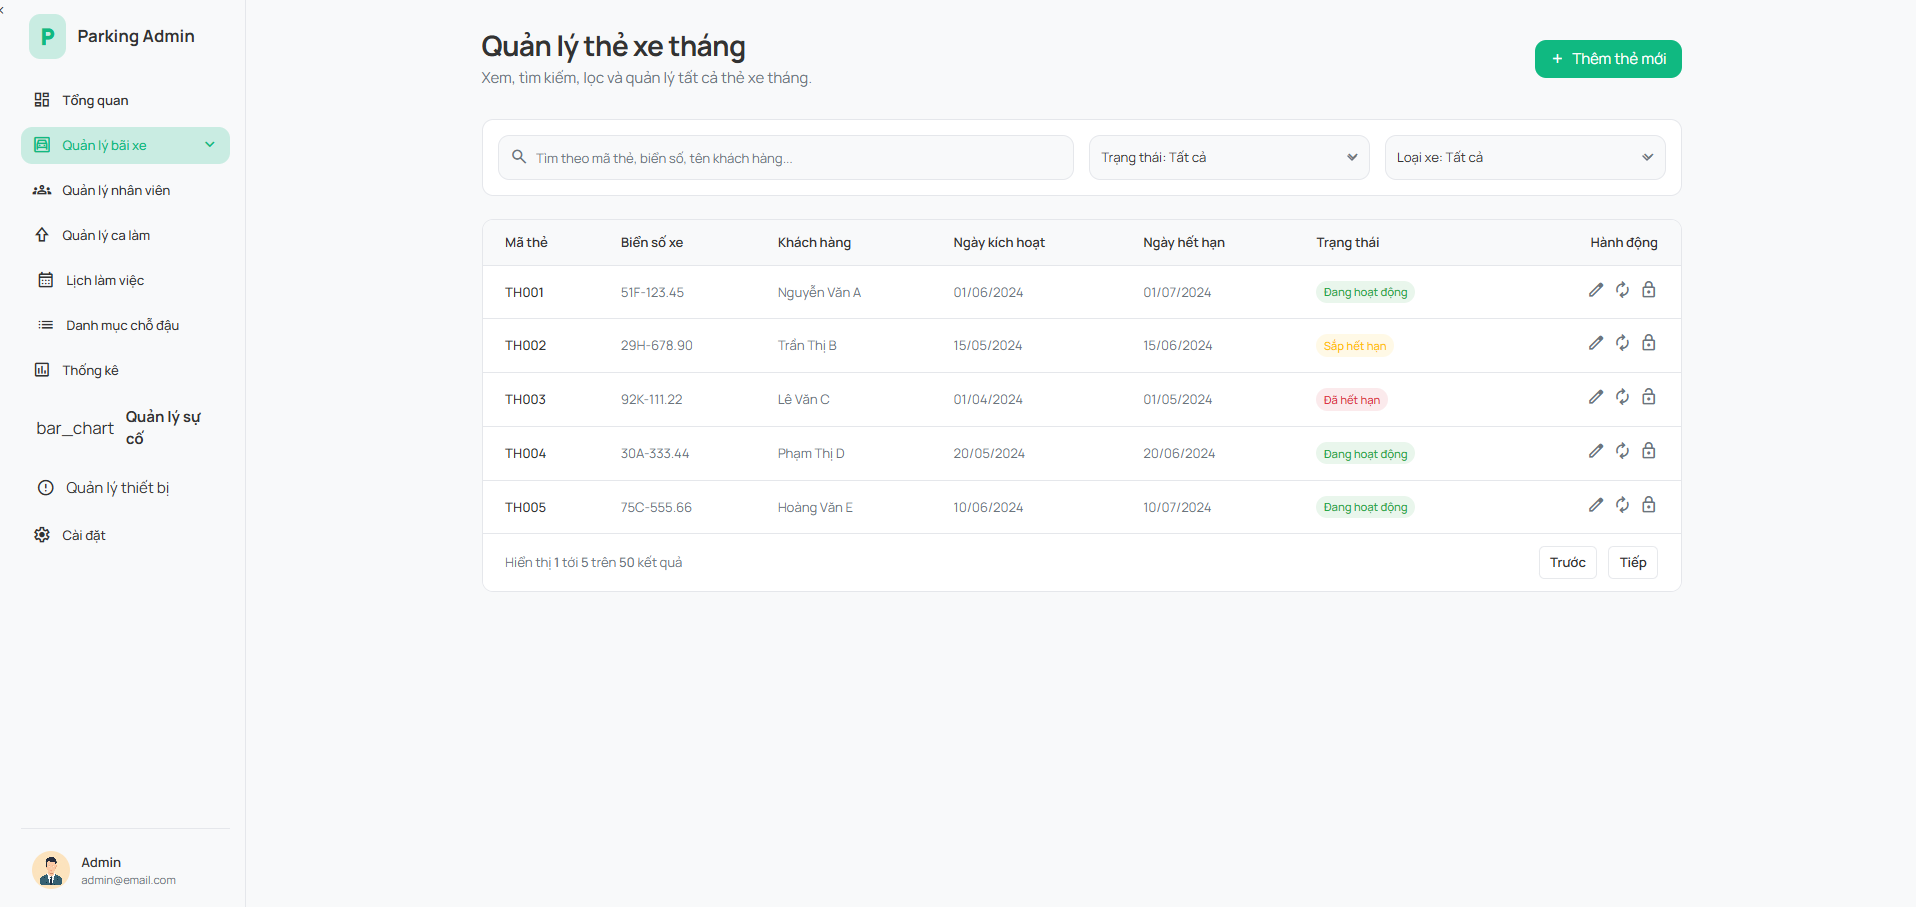 P Parking Admin
Tổng quan
Quản lý bãi xe
Quản lý nhân viên
Quản lý ca làm
Lịch làm việc
Danh mục chỗ đậu
Thống kê
bar_chart Quản lý sự
cố
Quản lý thiết bị
Cài đặt
Admin
admin@email.com
Quản lý thẻ xe tháng
Xem, tìm kiếm, lọc và quản lý tất cả thẻ xe tháng.
+ Thêm thẻ mới
Tìm theo mã thẻ, biển số, tên khách hàng...
Trạng thái: Tất cả
Loại xe: Tất cả
Mã thẻ Biển số xe Khách hàng Ngày kích hoạt Ngày hết hạn Trạng thái Hành động
TH001 51F-123.45 Nguyễn Văn A 01/06/2024 01/07/2024 Đang hoạt động
TH002 29H-678.90 Trần Thị B 15/05/2024 15/06/2024 Sắp hết hạn
TH003 92K-111.22 Lê Văn C 01/04/2024 01/05/2024 Đã hết hạn
TH004 30A-333.44 Phạm Thị D 20/05/2024 20/06/2024 Đang hoạt động
TH005 75C-555.66 Hoàng Văn E 10/06/2024 10/07/2024 Đang hoạt động
Hiển thị 1 tới 5 trên 50 kết quả
Trước Tiếp